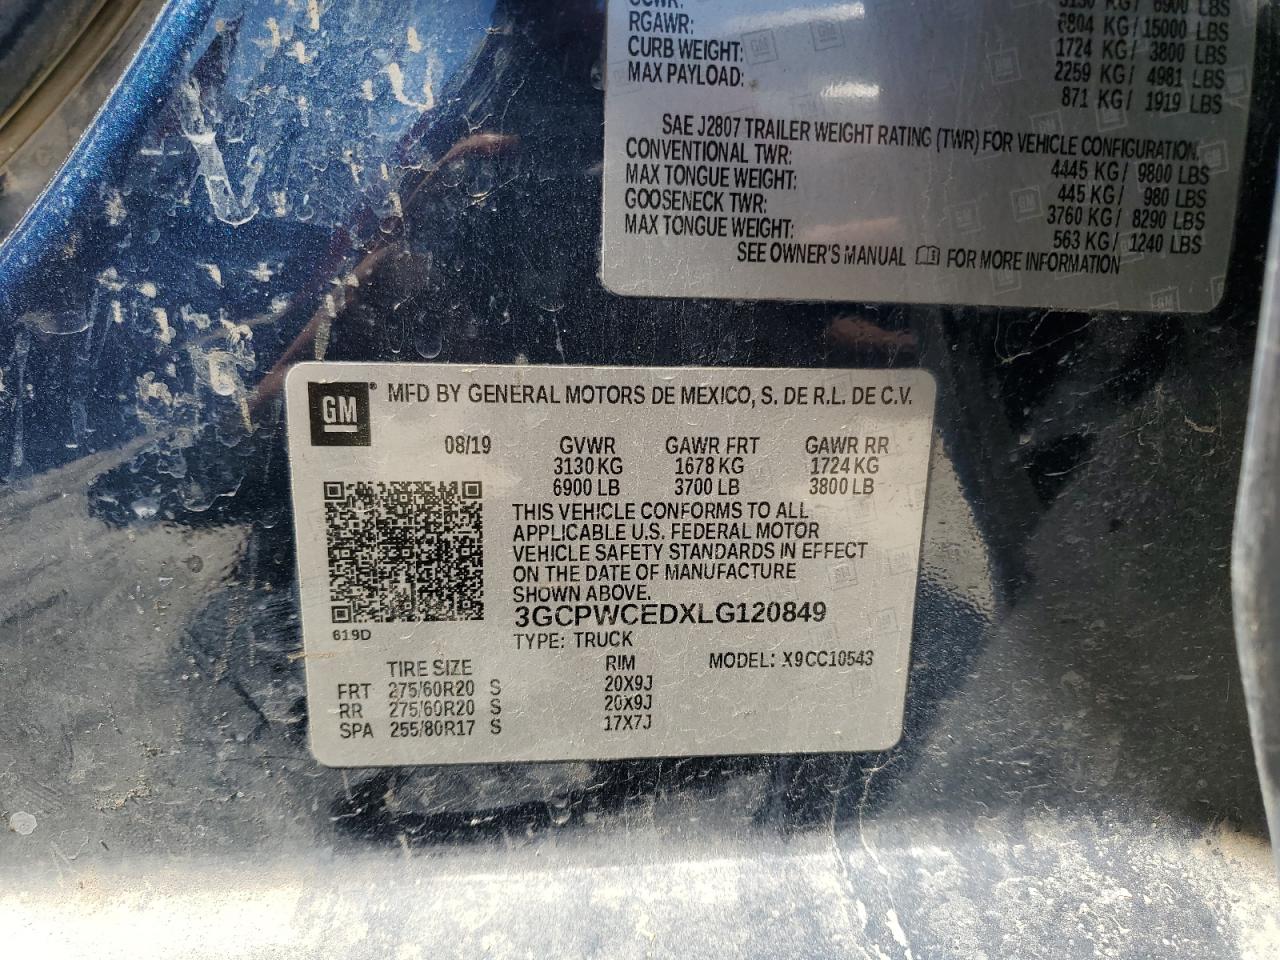 RGAWR: 6804 KG/ 15000 LBS
CURB WEIGHT: 1724 KG/ 3800 LBS
MAX PAYLOAD: 2259 KG/ 4981 LBS
871 KG/ 1919 LBS
SAE J2807 TRAILER WEIGHT RATING (TWR) FOR VEHICLE CONFIGURATION.
CONVENTIONAL TWR: 4445 KG/ 9800 LBS
MAX TONGUE WEIGHT: 445 KG/ 980 LBS
GOOSENECK TWR: 3760 KG/ 8290 LBS
MAX TONGUE WEIGHT: 563 KG/ 1240 LBS
SEE OWNER'S MANUAL FOR MORE INFORMATION
GM® MFD BY GENERAL MOTORS DE MEXICO, S. DE R.L. DE C.V.
08/19 GVWR GAWR FRT GAWR RR
3130 KG 1678 KG 1724 KG
6900 LB 3700 LB 3800 LB
THIS VEHICLE CONFORMS TO ALL
APPLICABLE U.S. FEDERAL MOTOR
VEHICLE SAFETY STANDARDS IN EFFECT
ON THE DATE OF MANUFACTURE
SHOWN ABOVE.
3GCPWCEDXLG120849
619D TYPE: TRUCK
TIRE SIZE RIM MODEL: X9CC10543
FRT 275/60R20 S 20X9J
RR 275/60R20 S 20X9J
SPA 255/80R17 S 17X7J